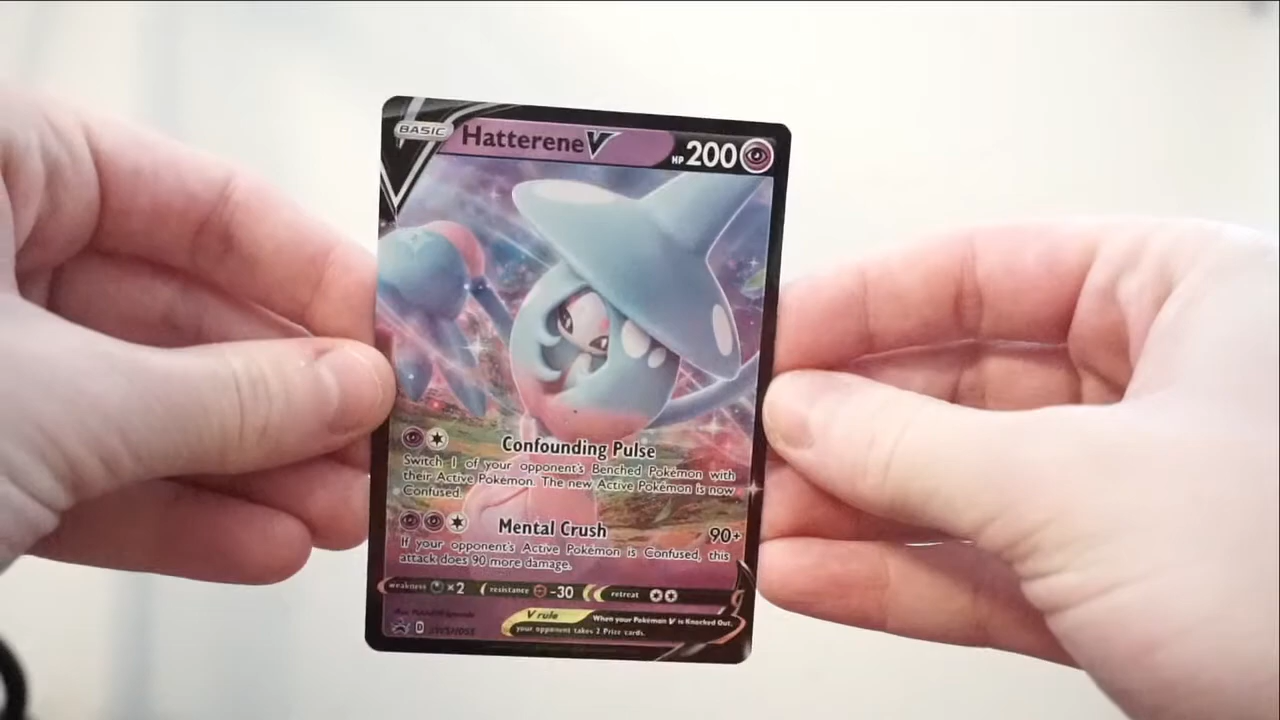 BASIC Hatterene V HP 200
Confounding Pulse
Switch 1 of your opponent's Benched Pokémon with
their Active Pokémon. The new Active Pokémon is now
Confused.
Mental Crush 90+
If your opponent's Active Pokémon is Confused, this
attack does 90 more damage.
weakness ×2 resistance -30 retreat
V rule When your Pokémon V is Knocked Out,
your opponent takes 2 Prize cards.
D